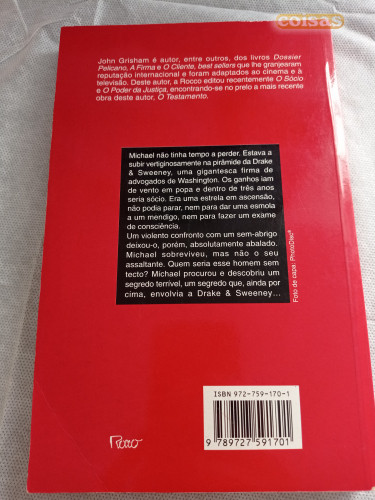 coisas
John Grisham é autor, entre outros, dos livros Dossier
Pelicano, A Firma e O Cliente, best sellers que lhe granjearam
reputação internacional e foram adaptados ao cinema e à
televisão. Deste autor, a Rocco editou recentemente O Sócio
e O Poder da Justiça, encontrando-se no prelo a mais recente
obra deste autor, O Testamento.
Michael não tinha tempo a perder. Estava a
subir vertiginosamente na pirâmide da Drake
& Sweeney, uma gigantesca firma de
advogados de Washington. Os ganhos iam
de vento em popa e dentro de três anos
seria sócio. Era uma estrela em ascensão,
não podia parar, nem para dar uma esmola
a um mendigo, nem para fazer um exame
de consciência.
Um violento confronto com um sem-abrigo
deixou-o, porém, absolutamente abalado.
Michael sobreviveu, mas não o seu
assaltante. Quem seria esse homem sem
tecto? Michael procurou e descobriu um
segredo terrível, um segredo que, ainda por
cima, envolvia a Drake & Sweeney...
Foto de capa: PhotoDisc®
ISBN 972-759-170-1
9 789727 591701
Rocco